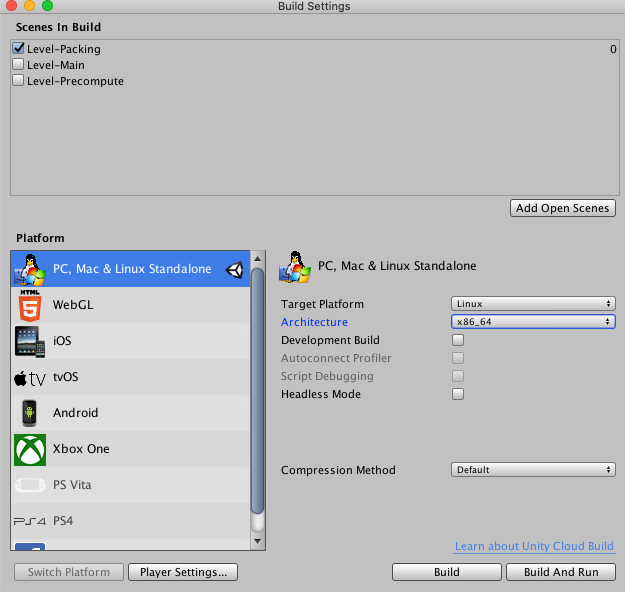 Build Settings
Scenes In Build
Level-Packing 0
Level-Main
Level-Precompute
Add Open Scenes
Platform
PC, Mac & Linux Standalone
HTML
5
WebGL
iOS
tv
tvOS
Android
Xbox One
PS Vita
PS4
PS4
PC, Mac & Linux Standalone
Target Platform Linux
Architecture x86_64
Development Build
Autoconnect Profiler
Script Debugging
Headless Mode
Compression Method Default
Learn about Unity Cloud Build
Switch Platform Player Settings... Build Build And Run